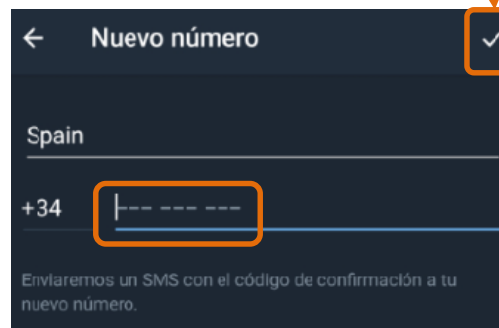 Nuevo número
Spain
+34 --- --- ---
Enviaremos un SMS con el código de confirmación a tu
nuevo número.